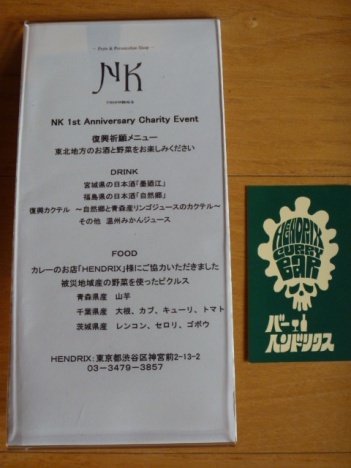 NK
NK 1st Anniversary Charity Event
復興祈願メニュー
東北地方のお酒と野菜をお楽しみください
DRINK
宮城県の日本酒「墨廼江」
福島県の日本酒「自然郷」
復興カクテル ～自然郷と青森産リンゴジュースのカクテル～
その他 温州みかんジュース
FOOD
カレーのお店「HENDRIX」様にご協力いただきました
被災地域産の野菜を使ったピクルス
青森県産 山芋
千葉県産 大根、カブ、キューリ、トマト
茨城県産 レンコン、セロリ、ゴボウ
HENDRIX：東京都渋谷区神宮前2-13-2
03－3479－3857
HENDRIX
CURRY
BAR
バー
ヘンドリクス